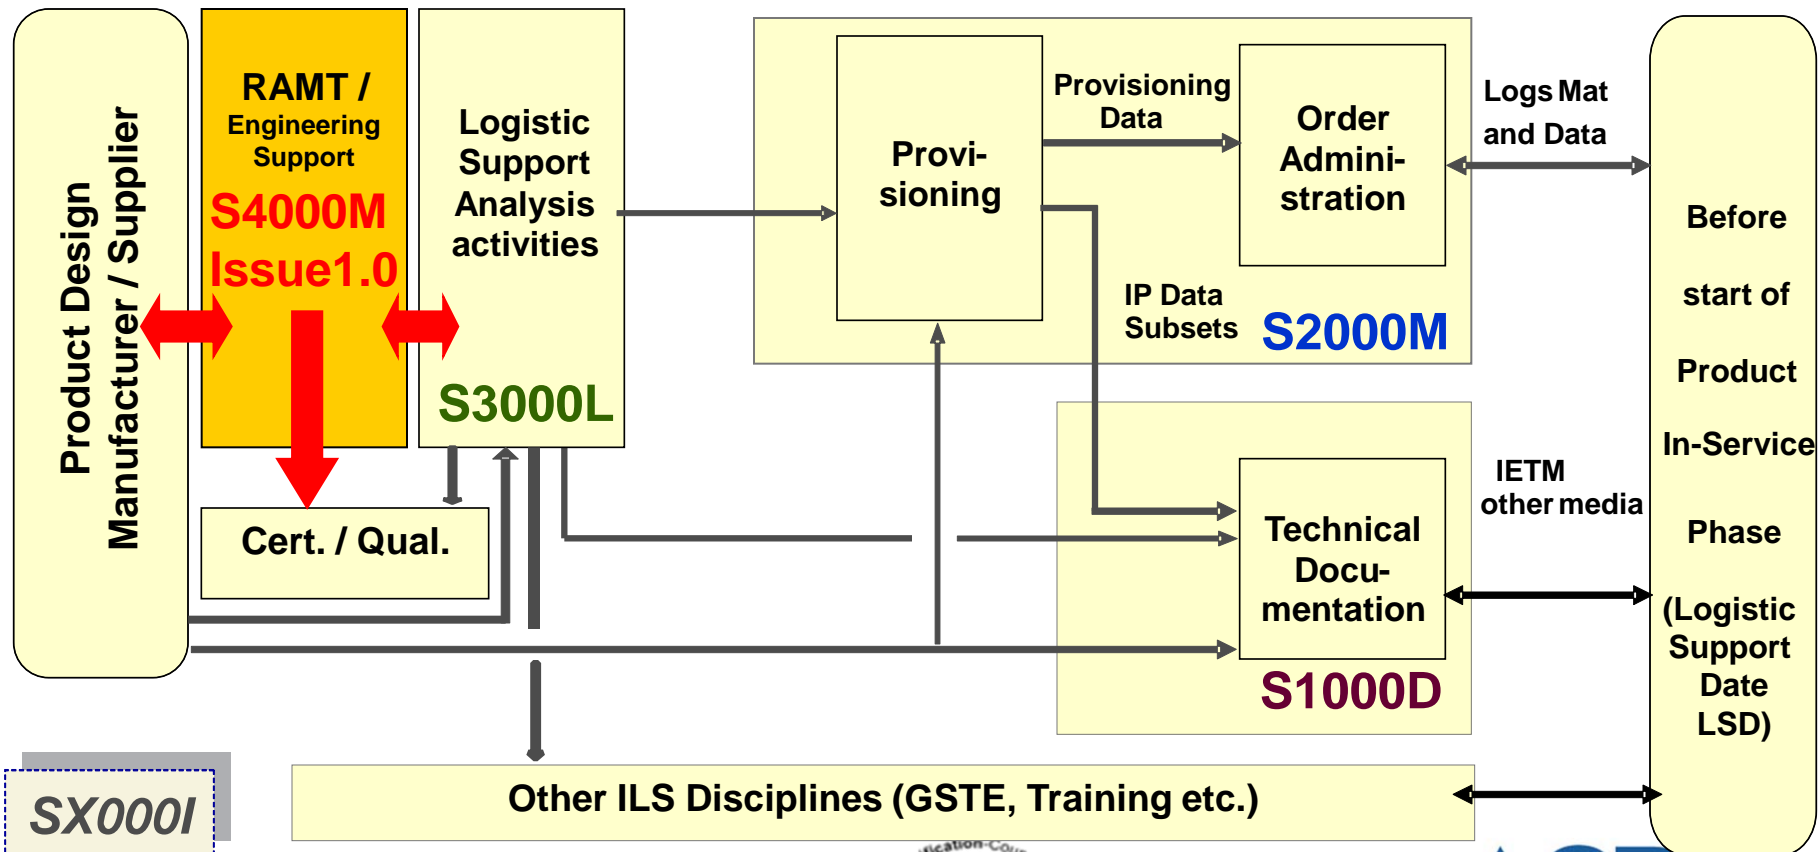 Product Design
Manufacturer / Supplier
RAMT /
Engineering
Support
S4000M
Issue1.0
Logistic
Support
Analysis
activities
S3000L
Cert. / Qual.
Provi-
sioning
Provisioning
Data
Order
Admini-
stration
IP Data
Subsets
S2000M
Logs Mat
and Data
Technical
Docu-
mentation
S1000D
IETM
other media
Before
start of
Product
In-Service
Phase
(Logistic
Support
Date
LSD)
Other ILS Disciplines (GSTE, Training etc.)
SX000I